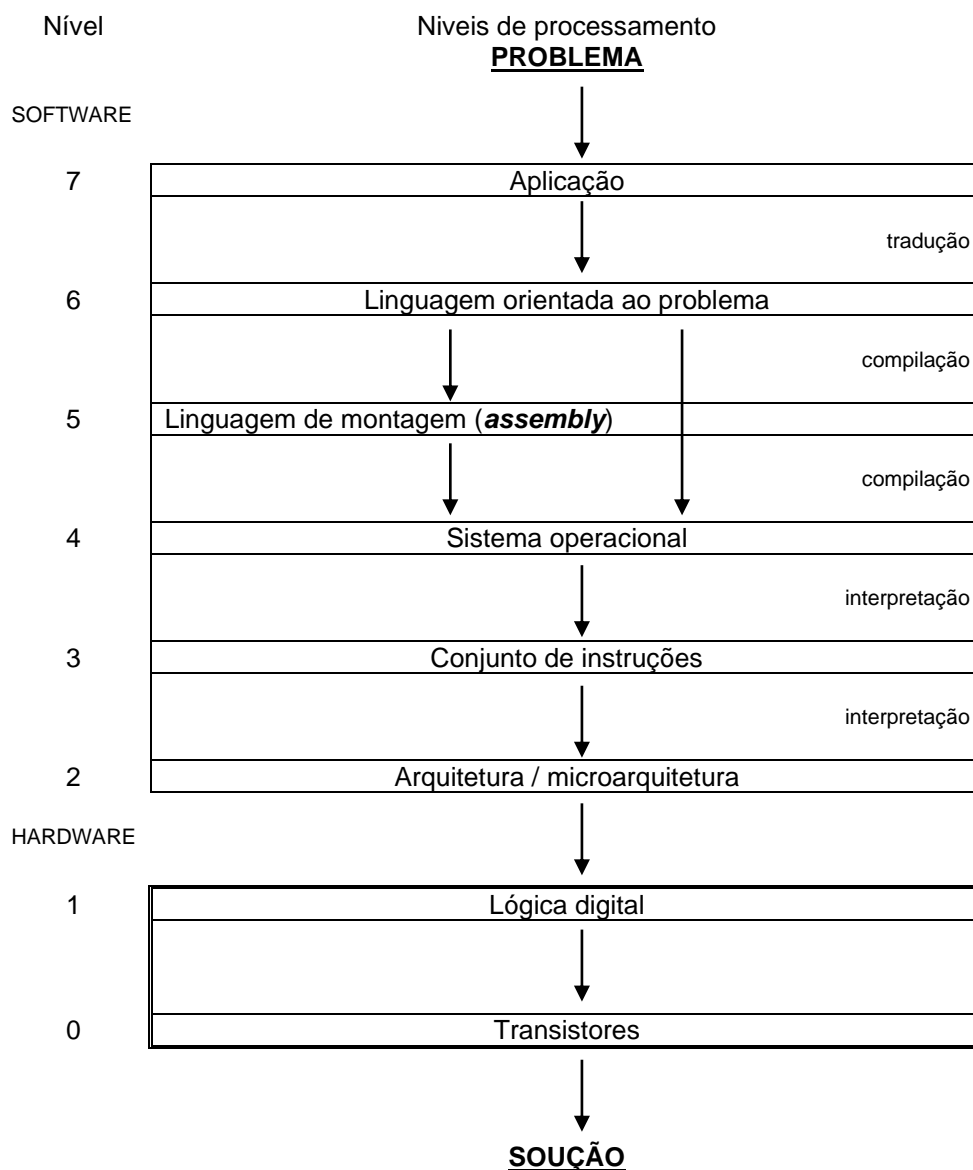 Nível Niveis de processamento
PROBLEMA
SOFTWARE
7 Aplicação
tradução
6 Linguagem orientada ao problema
compilação
5 Linguagem de montagem (assembly)
compilação
4 Sistema operacional
interpretação
3 Conjunto de instruções
interpretação
2 Arquitetura / microarquitetura
HARDWARE
1 Lógica digital
0 Transistores
SOUÇÃO